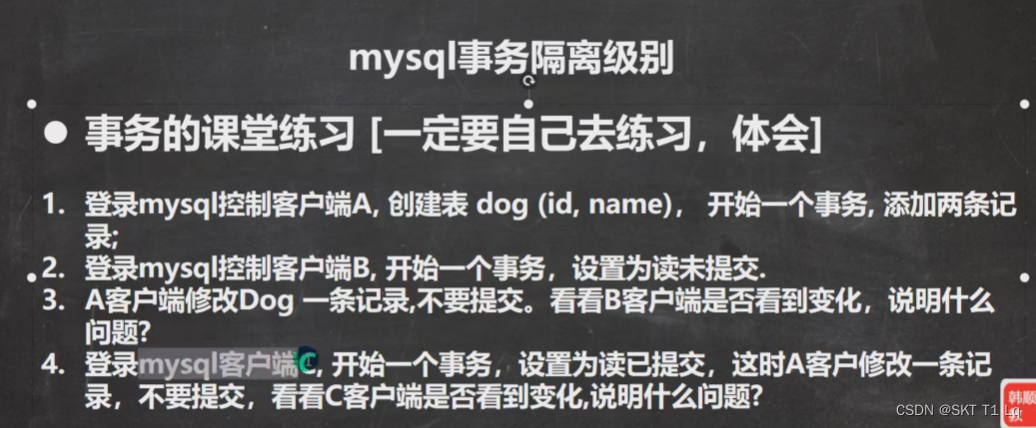 mysql事务隔离级别
● 事务的课堂练习 [一定要自己去练习，体会]
1. 登录mysql控制客户端A, 创建表 dog (id, name)， 开始一个事务, 添加两条记
录;
2. 登录mysql控制客户端B, 开始一个事务，设置为读未提交.
3. A客户端修改Dog 一条记录,不要提交。看看B客户端是否看到变化，说明什么
问题?
4. 登录mysql客户端C, 开始一个事务，设置为读已提交，这时A客户修改一条记
录，不要提交，看看C客户端是否看到变化,说明什么问题?
韩顺
教
CSDN @SKT T1